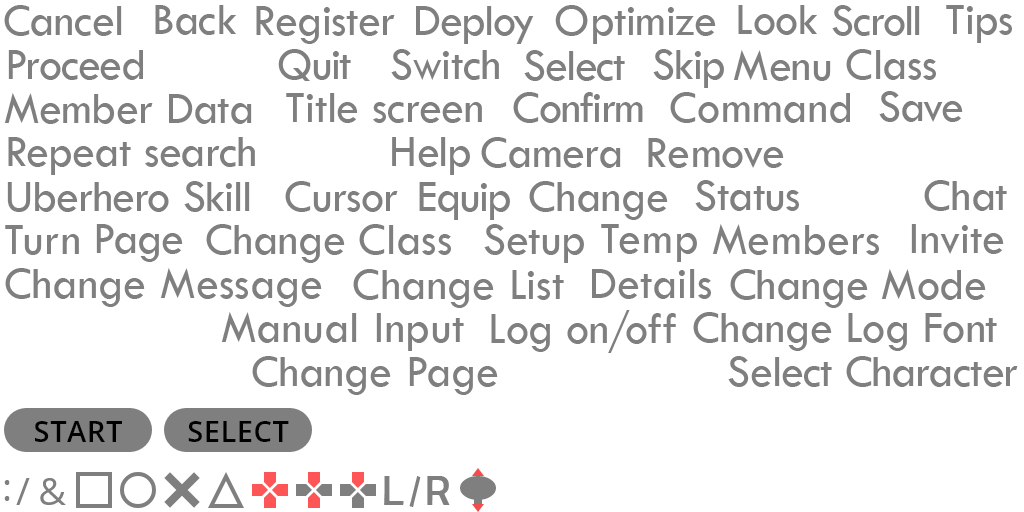 Cancel Back Register Deploy Optimize Look Scroll Tips
Proceed Quit Switch Select Skip Menu Class
Member Data Title screen Confirm Command Save
Repeat search Help Camera Remove
Uberhero Skill Cursor Equip Change Status Chat
Turn Page Change Class Setup Temp Members Invite
Change Message Change List Details Change Mode
Manual Input Log on/off Change Log Font
Change Page Select Character
START SELECT
:/ & L/R